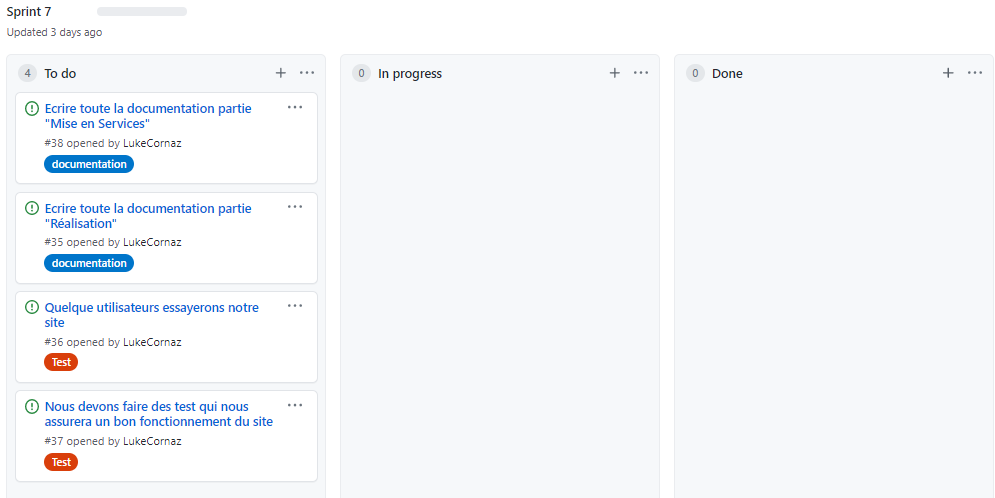 Sprint 7
Updated 3 days ago
4 To do
Ecrire toute la documentation partie
"Mise en Services"
#38 opened by LukeCornaz
documentation
Ecrire toute la documentation partie
"Réalisation"
#35 opened by LukeCornaz
documentation
Quelque utilisateurs essayerons notre
site
#36 opened by LukeCornaz
Test
Nous devons faire des test qui nous
assurera un bon fonctionnement du site
#37 opened by LukeCornaz
Test
0 In progress
0 Done